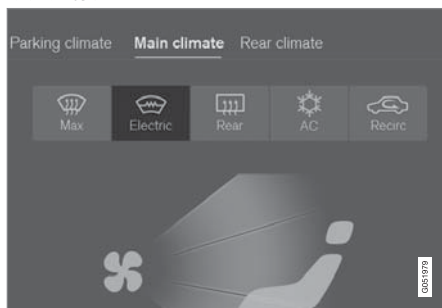 Parking climate Main climate Rear climate
Max Electric Rear AC Recirc
G051979